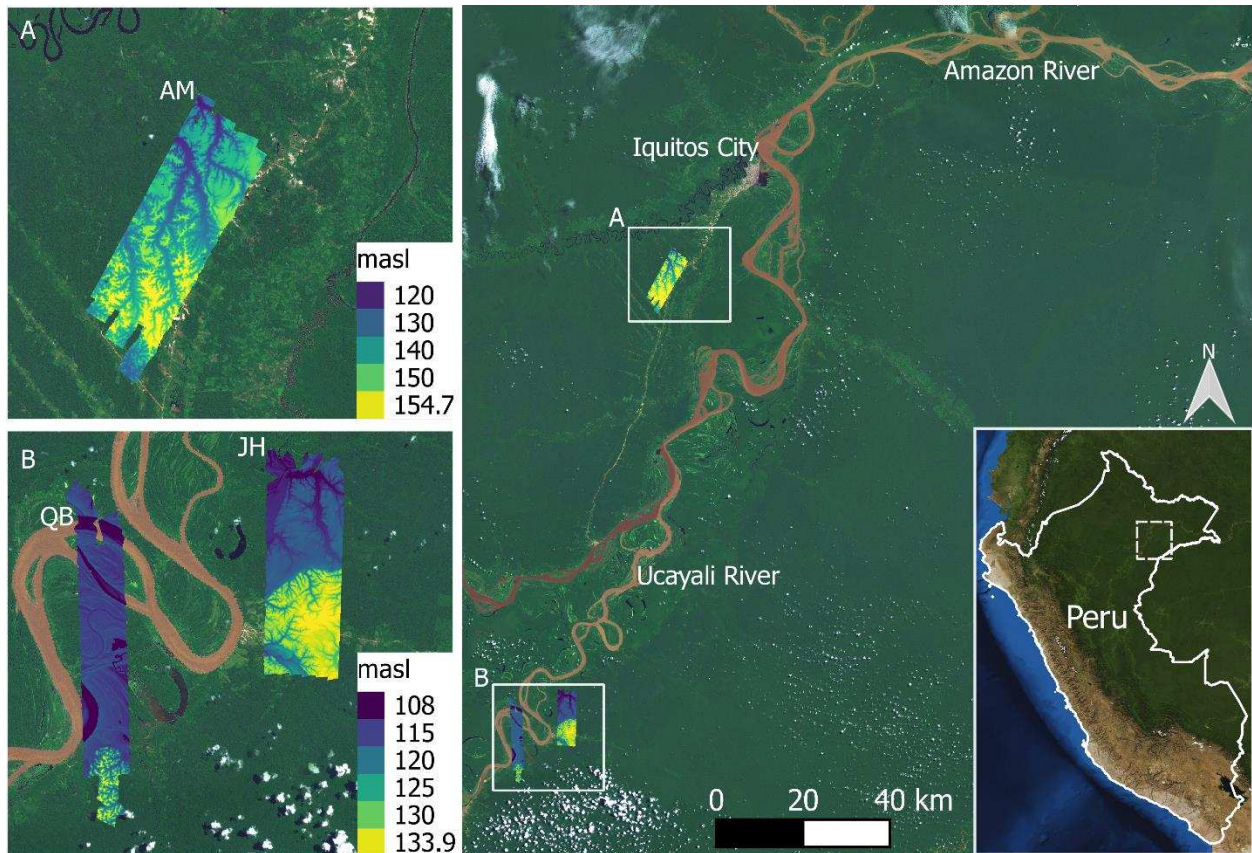 A
AM
masl
120
130
140
150
154.7
B
JH
QB
masl
108
115
120
125
130
133.9
Amazon River
Iquitos City
A
N
Ucayali River
B
0 20 40 km
Peru